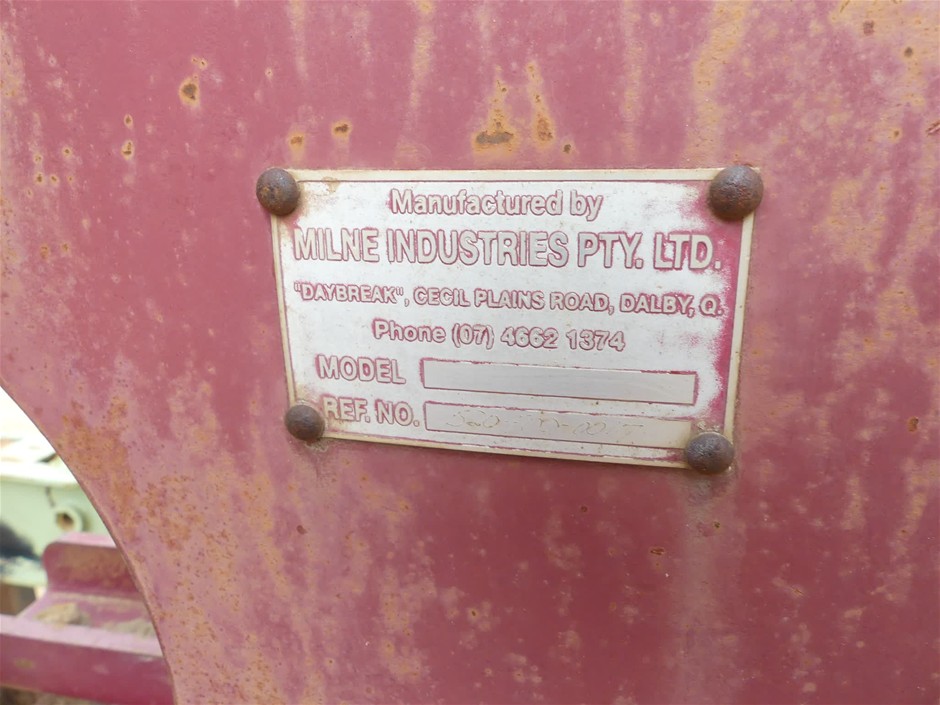 Manufactured by
MILNE INDUSTRIES PTY. LTD.
"DAYBREAK", CECIL PLAINS ROAD, DALBY, Q.
Phone (07) 4662 1374
MODEL
REF. NO.